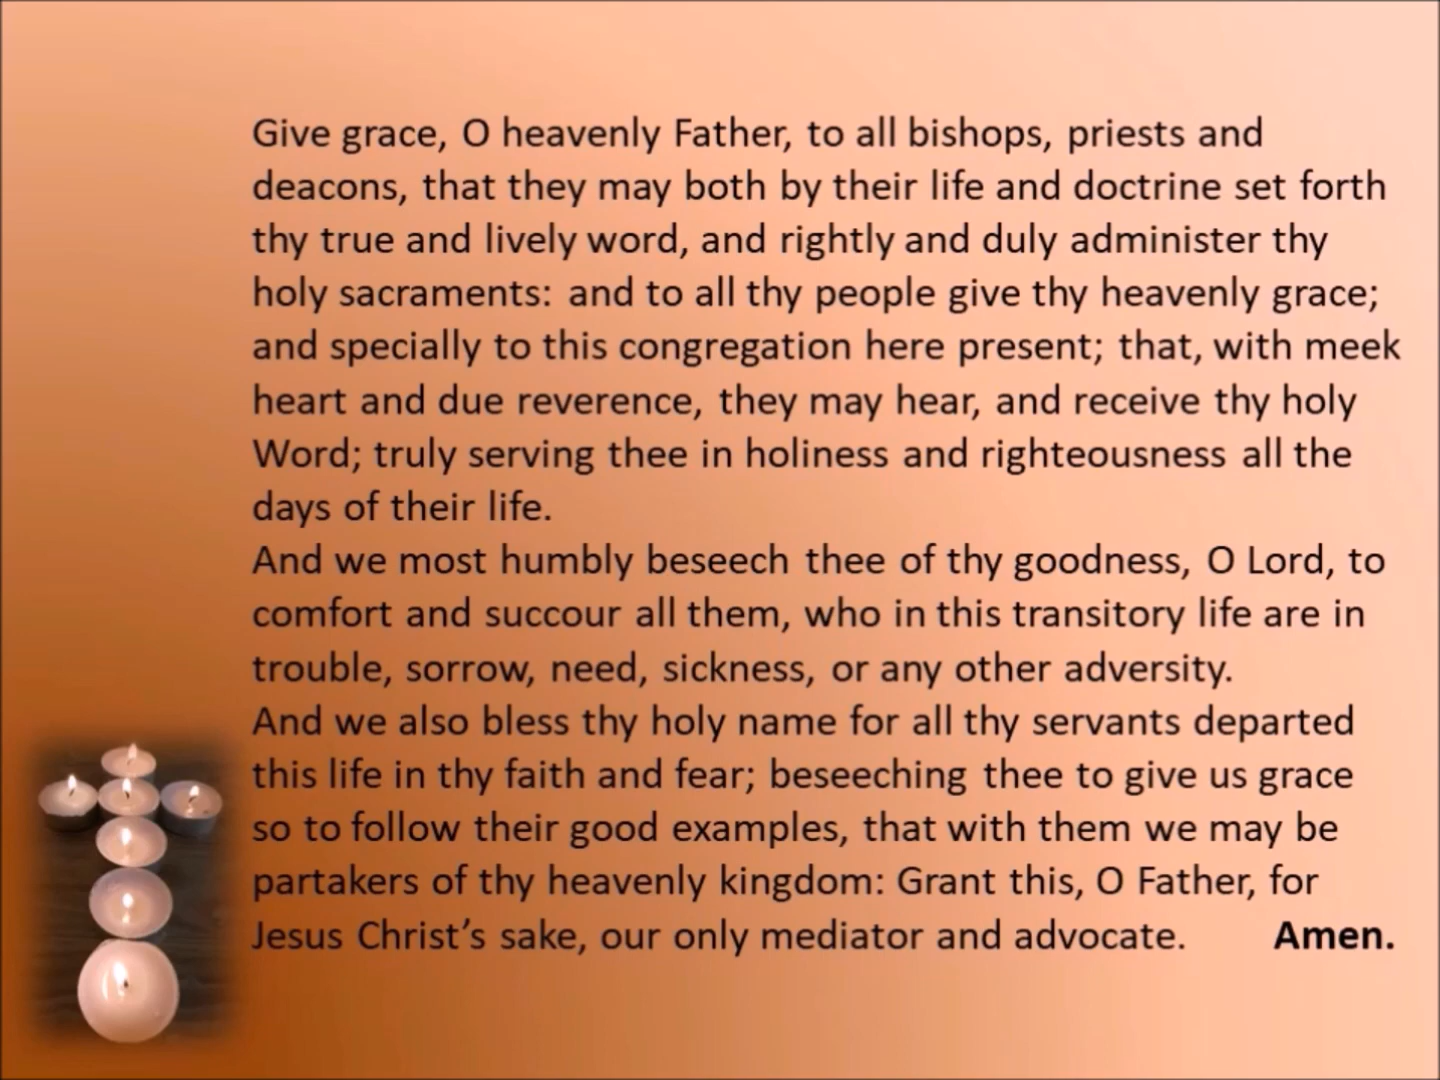 Give grace, O heavenly Father, to all bishops, priests and
deacons, that they may both by their life and doctrine set forth
thy true and lively word, and rightly and duly administer thy
holy sacraments: and to all thy people give thy heavenly grace;
and specially to this congregation here present; that, with meek
heart and due reverence, they may hear, and receive thy holy
Word; truly serving thee in holiness and righteousness all the
days of their life.
And we most humbly beseech thee of thy goodness, O Lord, to
comfort and succour all them, who in this transitory life are in
trouble, sorrow, need, sickness, or any other adversity.
And we also bless thy holy name for all thy servants departed
this life in thy faith and fear; beseeching thee to give us grace
so to follow their good examples, that with them we may be
partakers of thy heavenly kingdom: Grant this, O Father, for
Jesus Christ’s sake, our only mediator and advocate. Amen.